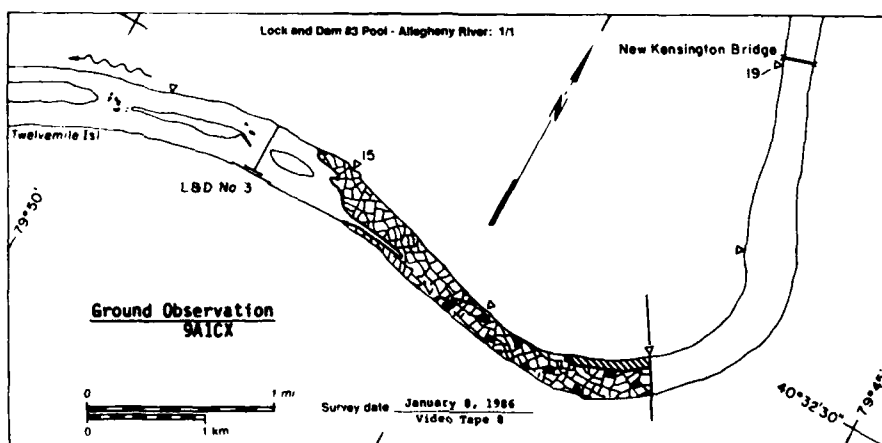 Lock and Dam #3 Pool - Allegheny River: 1/1
New Kensington Bridge
19
Twelvemile Isl
15
L&D No 3
79°50'
Ground Observation
9A1CX
0 1 mi
0 1 km
Survey date January 8, 1986
Video Tape 8
40°32'30"
79°45'